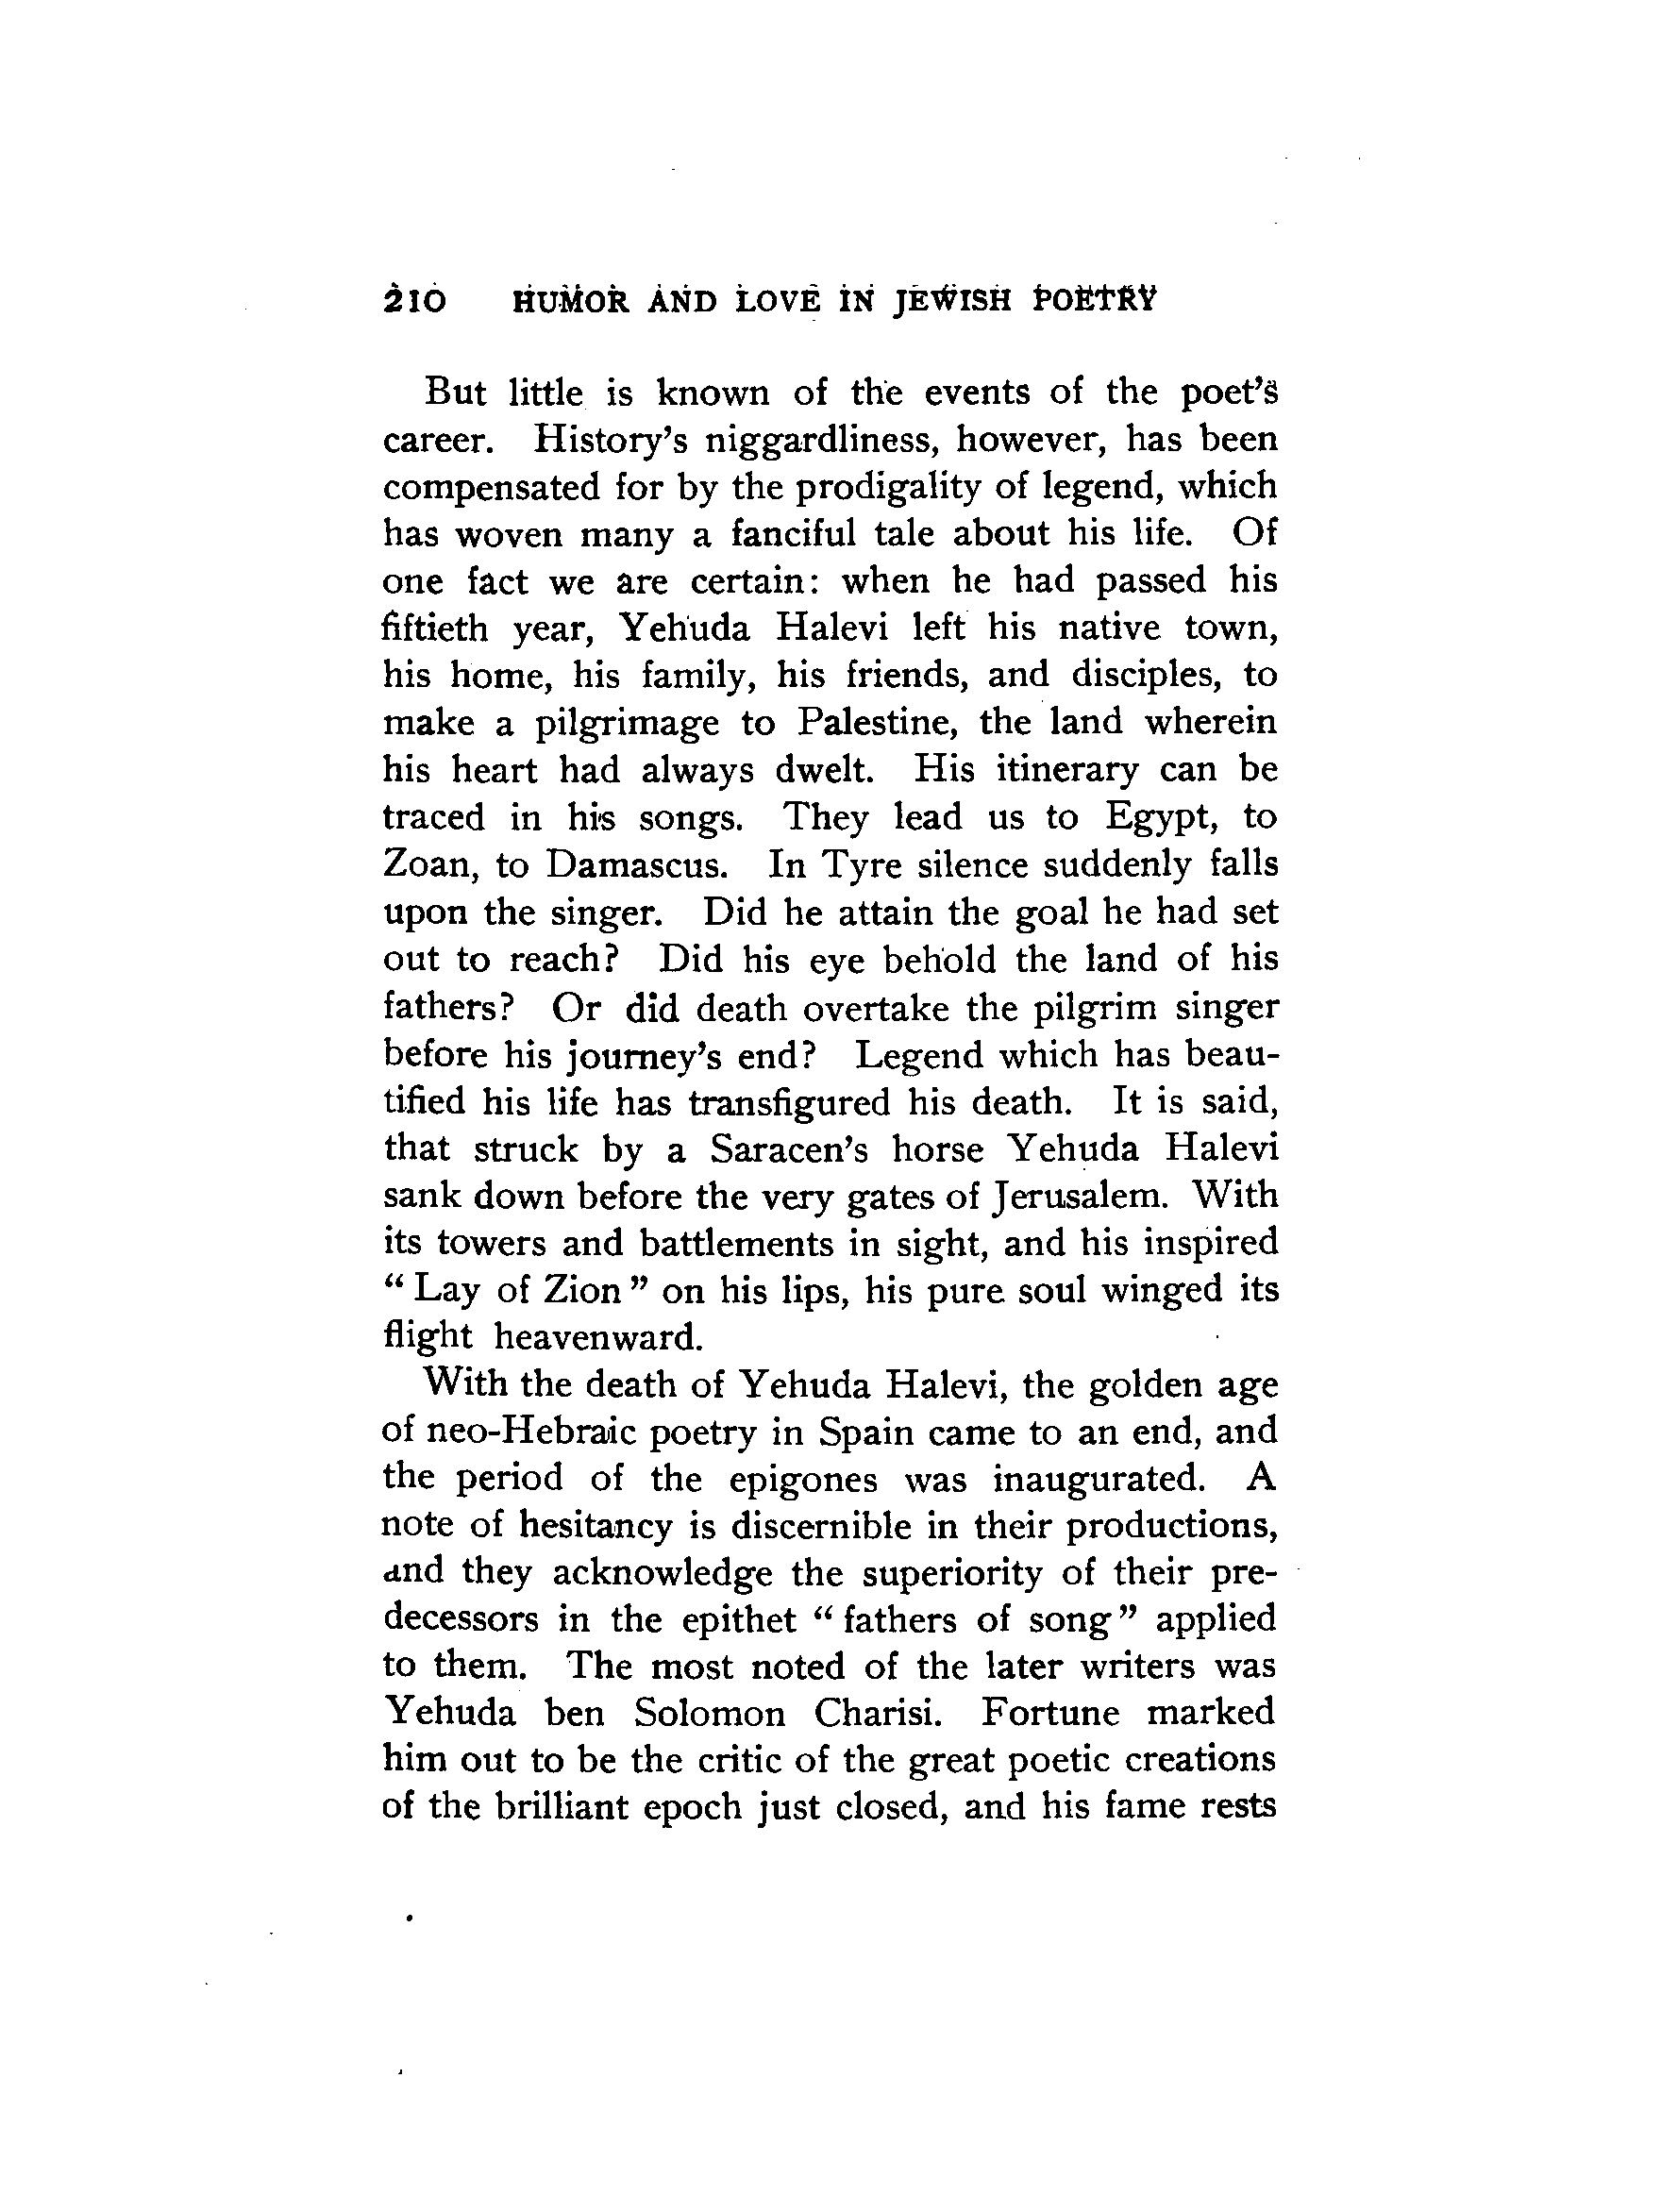 210 HUMOR AND LOVE IN JEWISH POETRY
But little is known of the events of the poet's
career. History's niggardliness, however, has been
compensated for by the prodigality of legend, which
has woven many a fanciful tale about his life. Of
one fact we are certain: when he had passed his
fiftieth year, Yehuda Halevi left his native town,
his home, his family, his friends, and disciples, to
make a pilgrimage to Palestine, the land wherein
his heart had always dwelt. His itinerary can be
traced in his songs. They lead us to Egypt, to
Zoan, to Damascus. In Tyre silence suddenly falls
upon the singer. Did he attain the goal he had set
out to reach? Did his eye behold the land of his
fathers? Or did death overtake the pilgrim singer
before his journey's end? Legend which has beau-
tified his life has transfigured his death. It is said,
that struck by a Saracen's horse Yehuda Halevi
sank down before the very gates of Jerusalem. With
its towers and battlements in sight, and his inspired
"Lay of Zion" on his lips, his pure soul winged its
flight heavenward.
With the death of Yehuda Halevi, the golden age
of neo-Hebraic poetry in Spain came to an end, and
the period of the epigones was inaugurated. A
note of hesitancy is discernible in their productions,
and they acknowledge the superiority of their pre-
decessors in the epithet "fathers of song" applied
to them. The most noted of the later writers was
Yehuda ben Solomon Charisi. Fortune marked
him out to be the critic of the great poetic creations
of the brilliant epoch just closed, and his fame rests